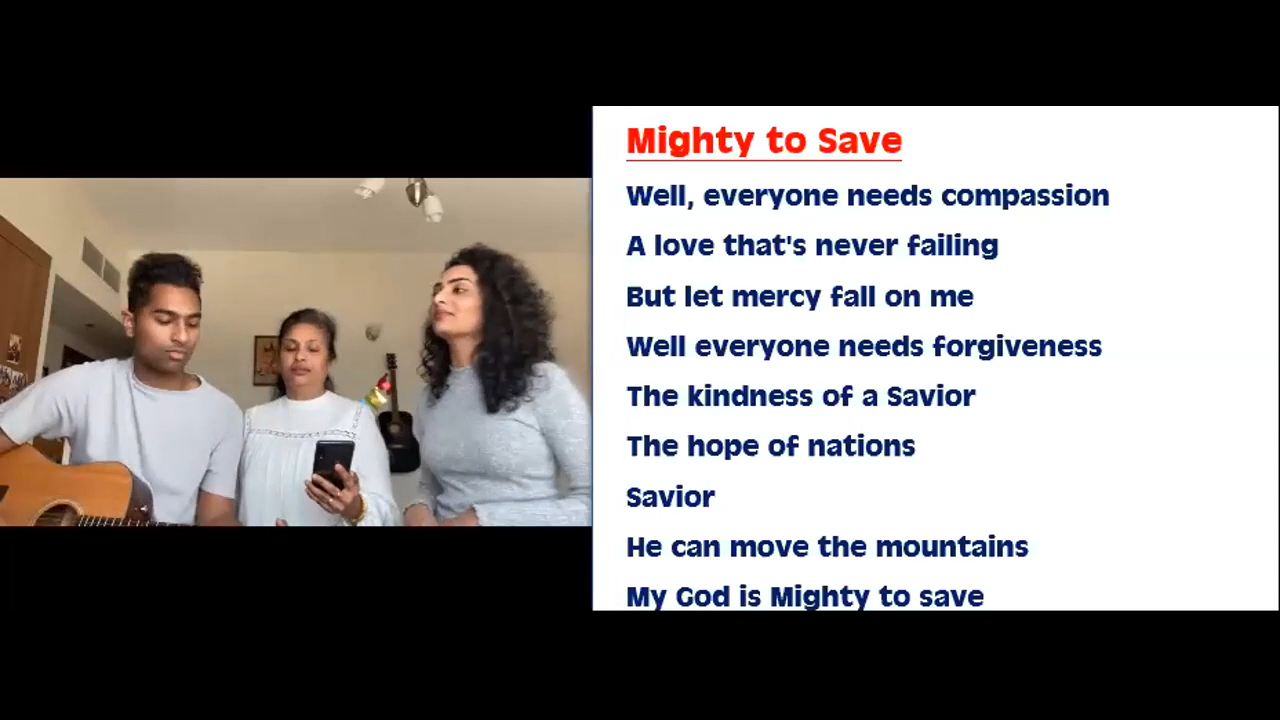 Mighty to Save
Well, everyone needs compassion
A love that's never failing
But let mercy fall on me
Well everyone needs forgiveness
The kindness of a Savior
The hope of nations
Savior
He can move the mountains
My God is Mighty to save